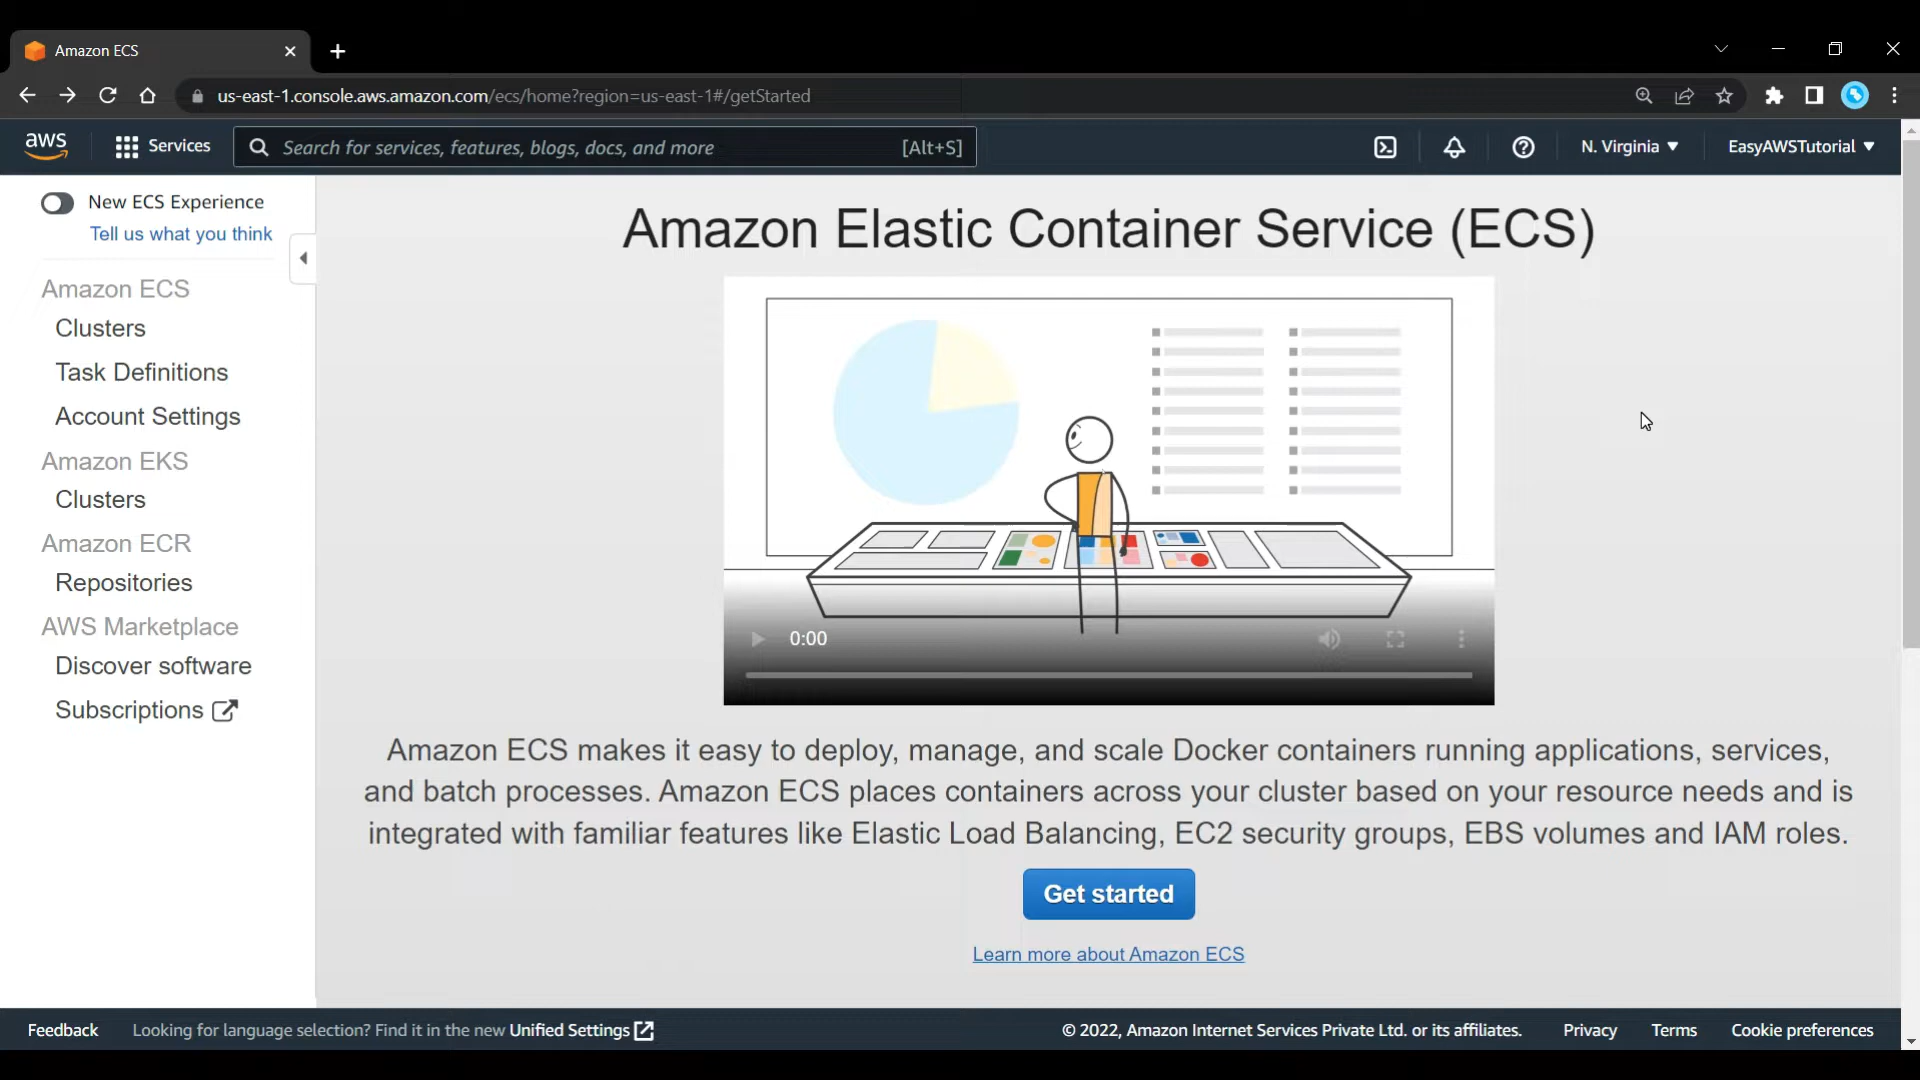 Amazon ECS
us-east-1.console.aws.amazon.com/ecs/home?region=us-east-1#/getStarted
aws
Services
Search for services, features, blogs, docs, and more
[Alt+S]
N. Virginia
EasyAWSTutorial
New ECS Experience
Tell us what you think
Amazon ECS
Clusters
Task Definitions
Account Settings
Amazon EKS
Clusters
Amazon ECR
Repositories
AWS Marketplace
Discover software
Subscriptions
Amazon Elastic Container Service (ECS)
0:00
Amazon ECS makes it easy to deploy, manage, and scale Docker containers running applications, services,
and batch processes. Amazon ECS places containers across your cluster based on your resource needs and is
integrated with familiar features like Elastic Load Balancing, EC2 security groups, EBS volumes and IAM roles.
Get started
Learn more about Amazon ECS
Feedback
Looking for language selection? Find it in the new Unified Settings
© 2022, Amazon Internet Services Private Ltd. or its affiliates.
Privacy
Terms
Cookie preferences